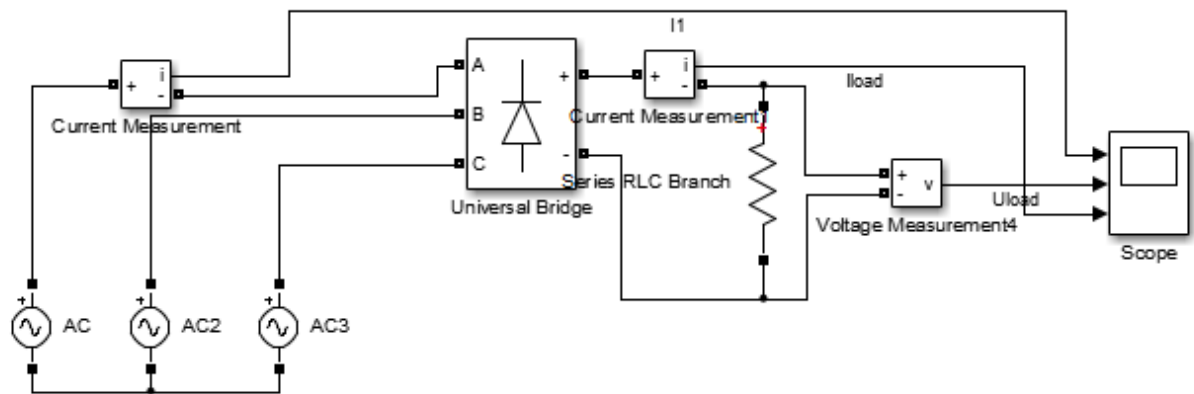 I1
i
+
-
Current Measurement
A
B
C
+
-
Universal Bridge
i
+
-
Current Measurement1
Iload
+
Series RLC Branch
+
-
v
Uload
Voltage Measurement4
Scope
+
AC
+
AC2
+
AC3